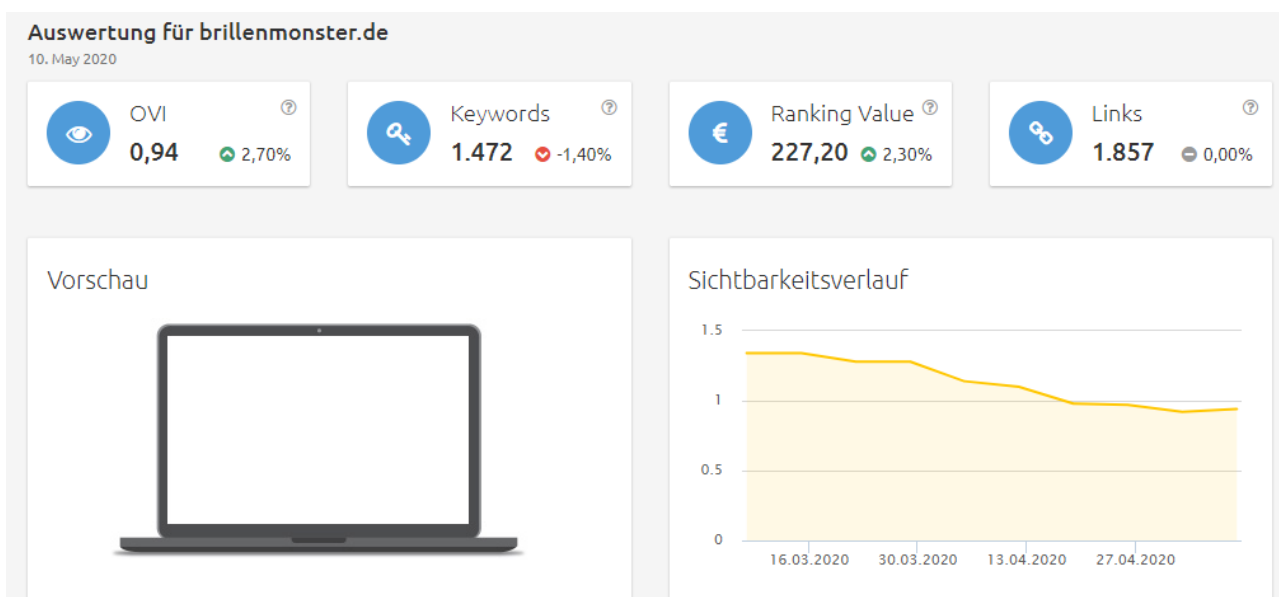 Auswertung für brillenmonster.de
10. May 2020
OVI
0,94 2,70%
Keywords
1.472 -1,40%
Ranking Value
227,20 2,30%
Links
1.857 0,00%
Vorschau
Sichtbarkeitsverlauf
1.5
1
0.5
0
16.03.2020 30.03.2020 13.04.2020 27.04.2020